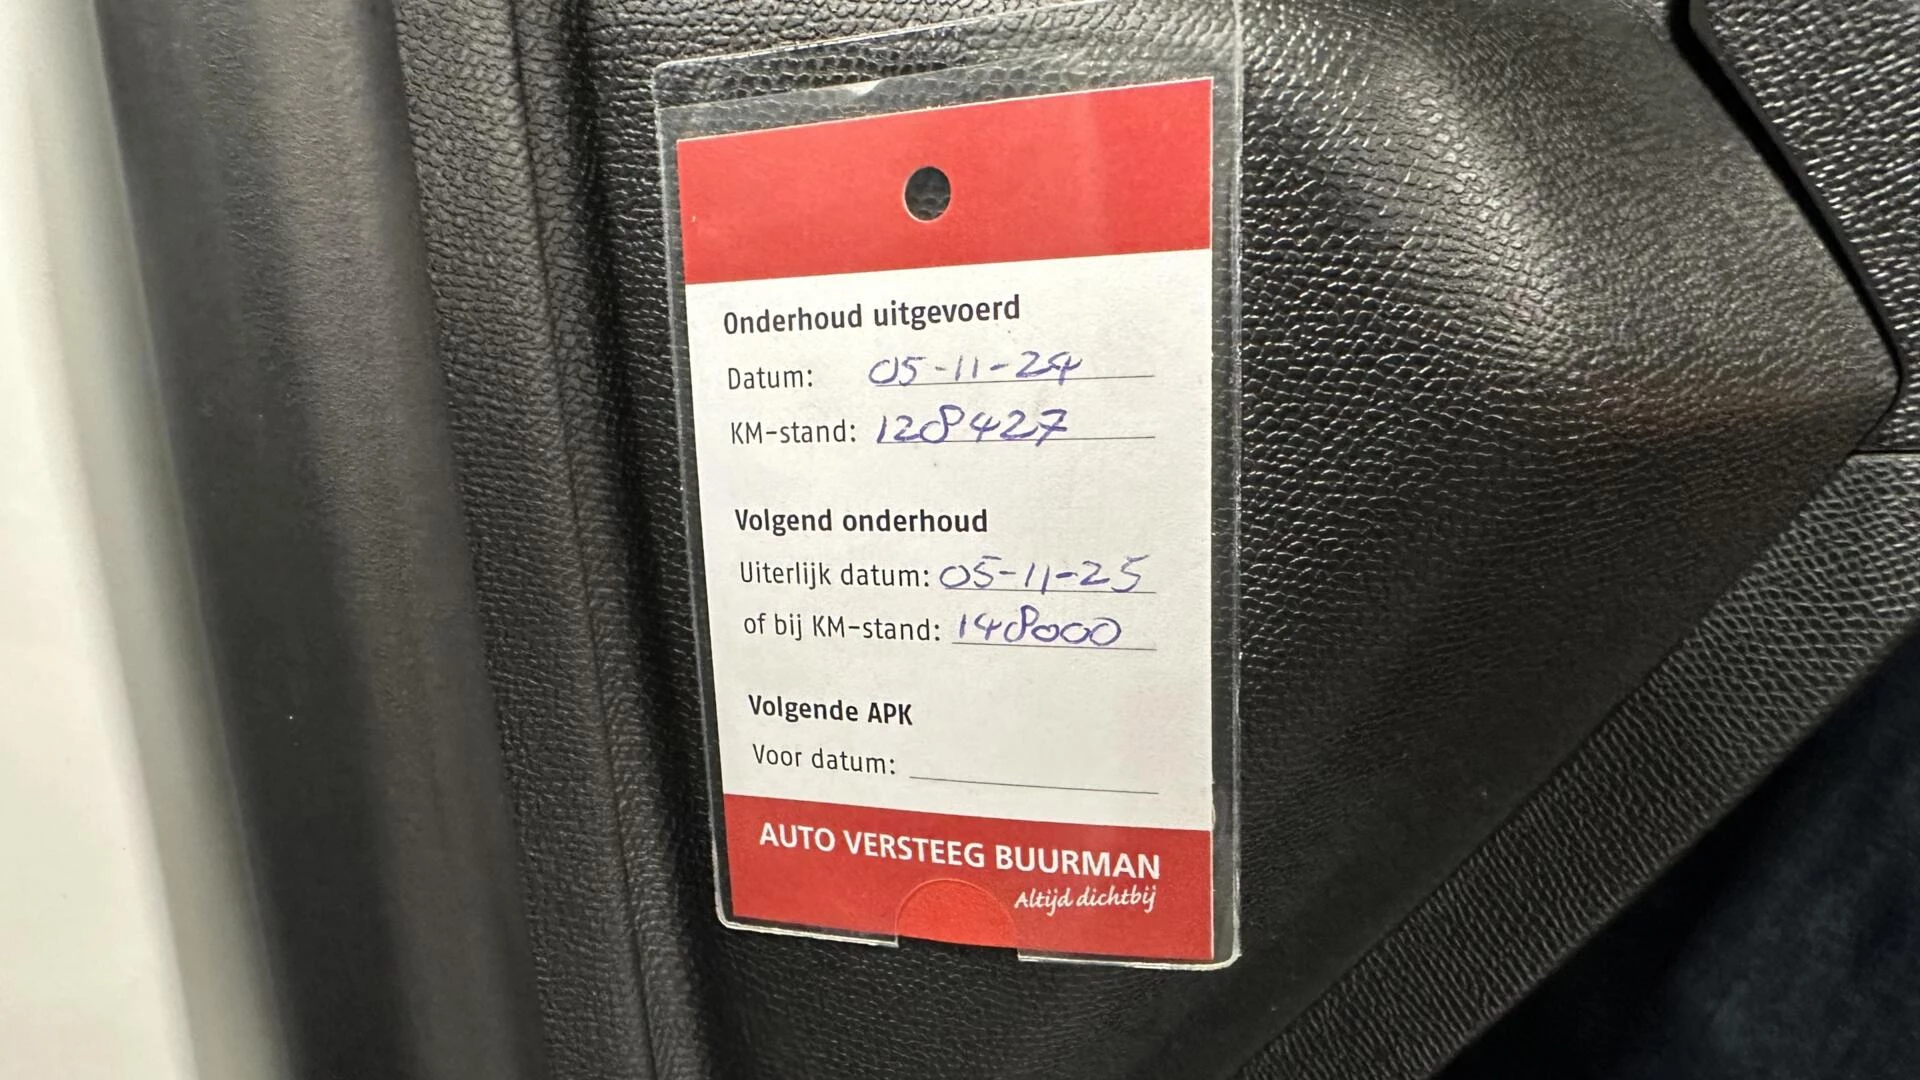 Onderhoud uitgevoerd
Datum: 05-11-24
KM-stand: 128427
Volgend onderhoud
Uiterlijk datum: 05-11-25
of bij KM-stand: 148000
Volgende APK
Voor datum:
AUTO VERSTEEG BUURMAN
Altijd dichtbij